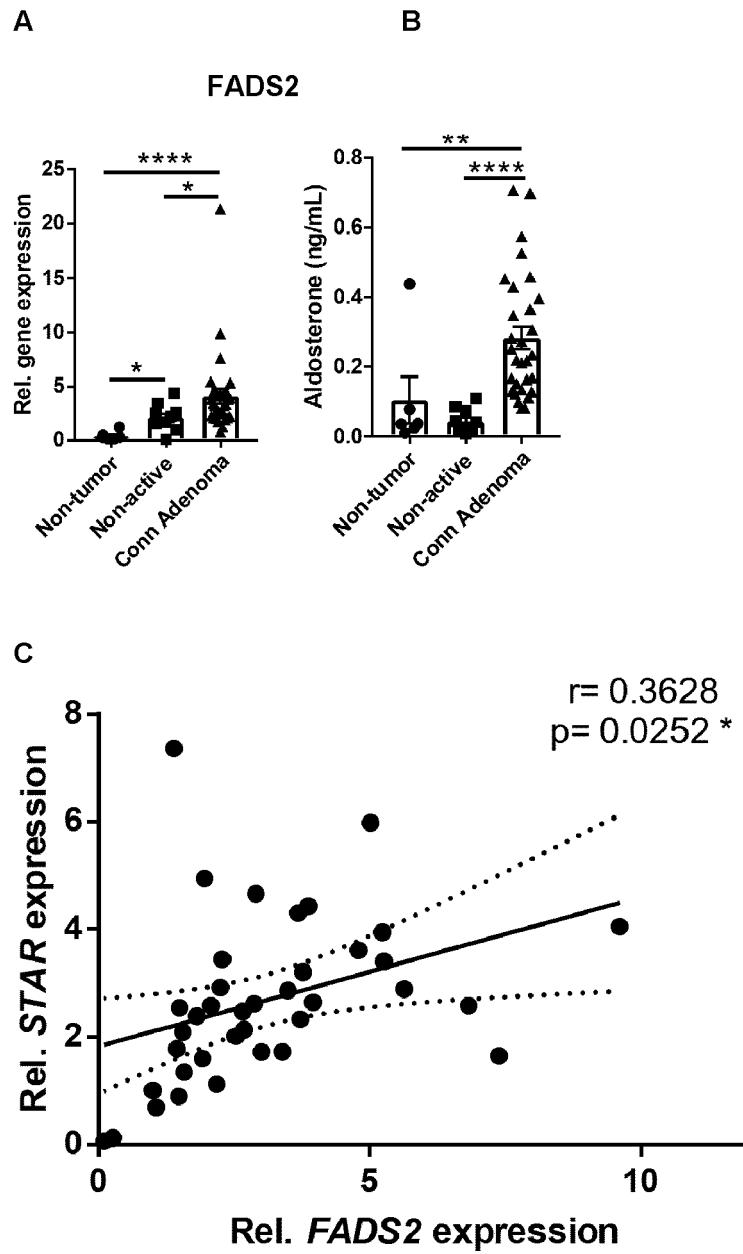 A
B
FADS2
Rel. gene expression
25
20
15
10
5
0
****
*
*
Non-tumor
Non-active
Conn Adenoma
Aldosterone (ng/mL)
0.8
0.6
0.4
0.2
0.0
**
****
Non-tumor
Non-active
Conn Adenoma
C
r= 0.3628
p= 0.0252 *
Rel. STAR expression
8
6
4
2
0
0 5 10
Rel. FADS2 expression